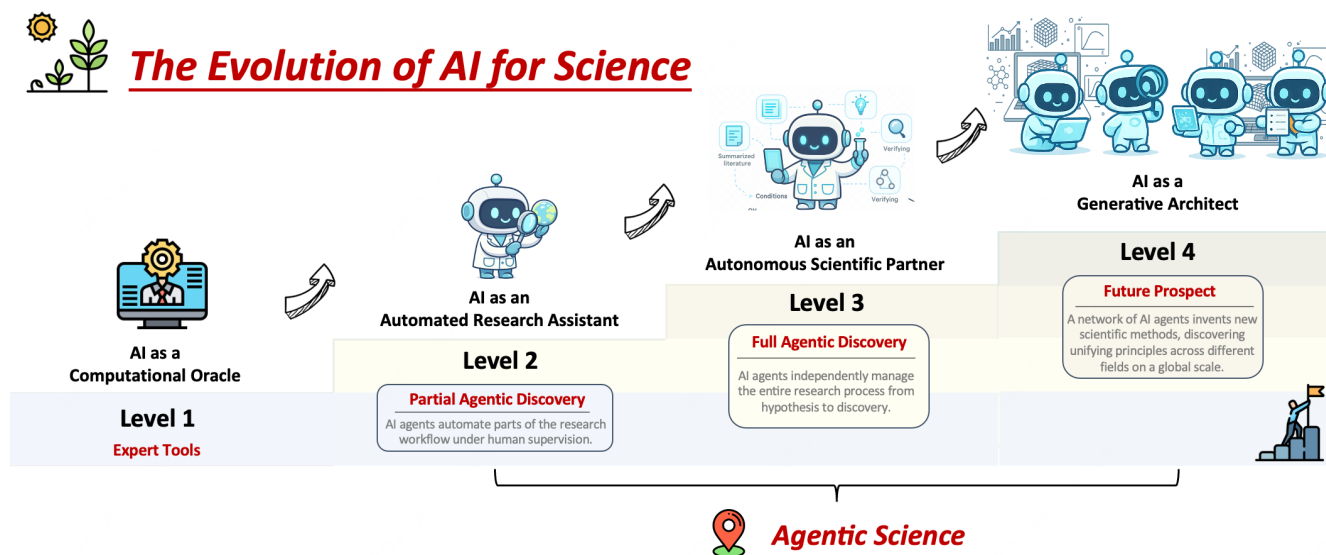 The Evolution of AI for Science
AI as a
Computational Oracle
Level 1
Expert Tools
AI as an
Automated Research Assistant
Level 2
Partial Agentic Discovery
AI agents automate parts of the research
workflow under human supervision.
Summarized
literature
Conditions
Verifying
Verifying
AI as an
Autonomous Scientific Partner
Level 3
Full Agentic Discovery
AI agents independently manage
the entire research process from
hypothesis to discovery.
AI as a
Generative Architect
Level 4
Future Prospect
A network of AI agents invents new
scientific methods, discovering
unifying principles across different
fields on a global scale.
Agentic Science